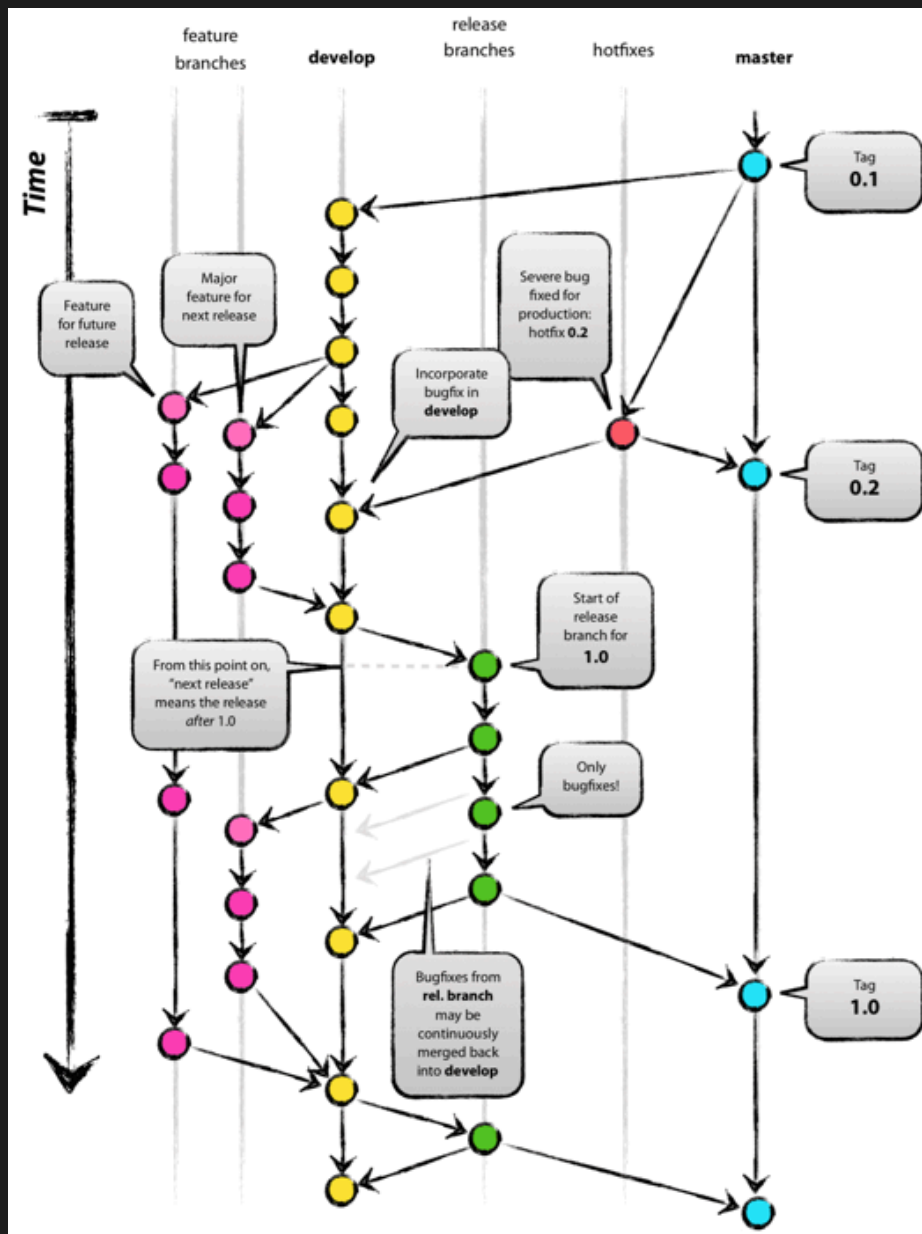 feature
branches
develop
release
branches
hotfixes
master
Time
Tag
0.1
Feature
for future
release
Major
feature for
next release
Severe bug
fixed for
production:
hotfix 0.2
Incorporate
bugfix in
develop
Tag
0.2
Start of
release
branch for
1.0
From this point on,
“next release”
means the release
after 1.0
Only
bugfixes!
Bugfixes from
rel. branch
may be
continuously
merged back
into develop
Tag
1.0